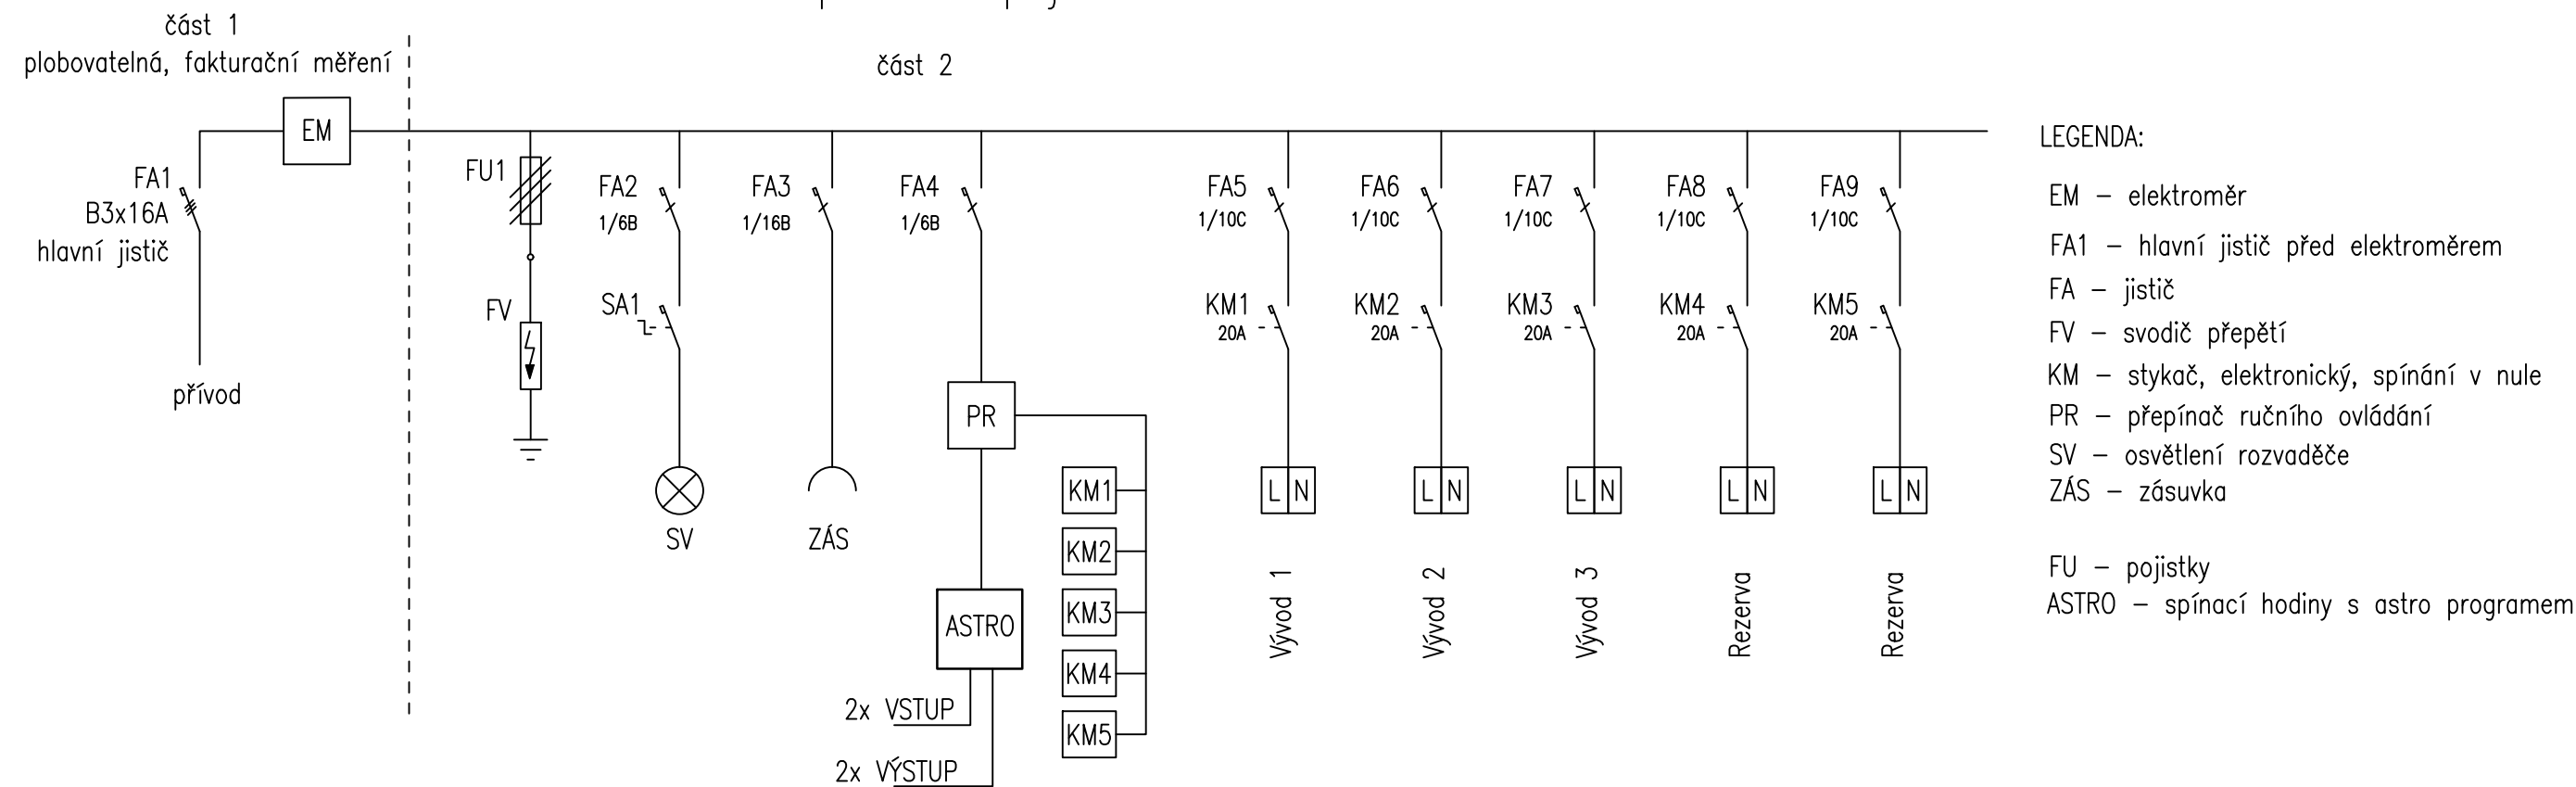 část 1
plobovatelná, fakturační měření
část 2
EM
FA1
B3x16A
hlavní jistič
přívod
FU1
FV
FA2
1/6B
SA1
SV
FA3
1/16B
ZÁS
FA4
1/6B
PR
ASTRO
2x VSTUP
2x VÝSTUP
KM1
KM2
KM3
KM4
KM5
FA5
1/10C
KM1
20A
L N
Vývod 1
FA6
1/10C
KM2
20A
L N
Vývod 2
FA7
1/10C
KM3
20A
L N
Vývod 3
FA8
1/10C
KM4
20A
L N
Rezerva
FA9
1/10C
KM5
20A
L N
Rezerva
LEGENDA:
EM – elektroměr
FA1 – hlavní jistič před elektroměrem
FA – jistič
FV – svodič přepětí
KM – stykač, elektronický, spínání v nule
PR – přepínač ručního ovládání
SV – osvětlení rozvaděče
ZÁS – zásuvka
FU – pojistky
ASTRO – spínací hodiny s astro programem